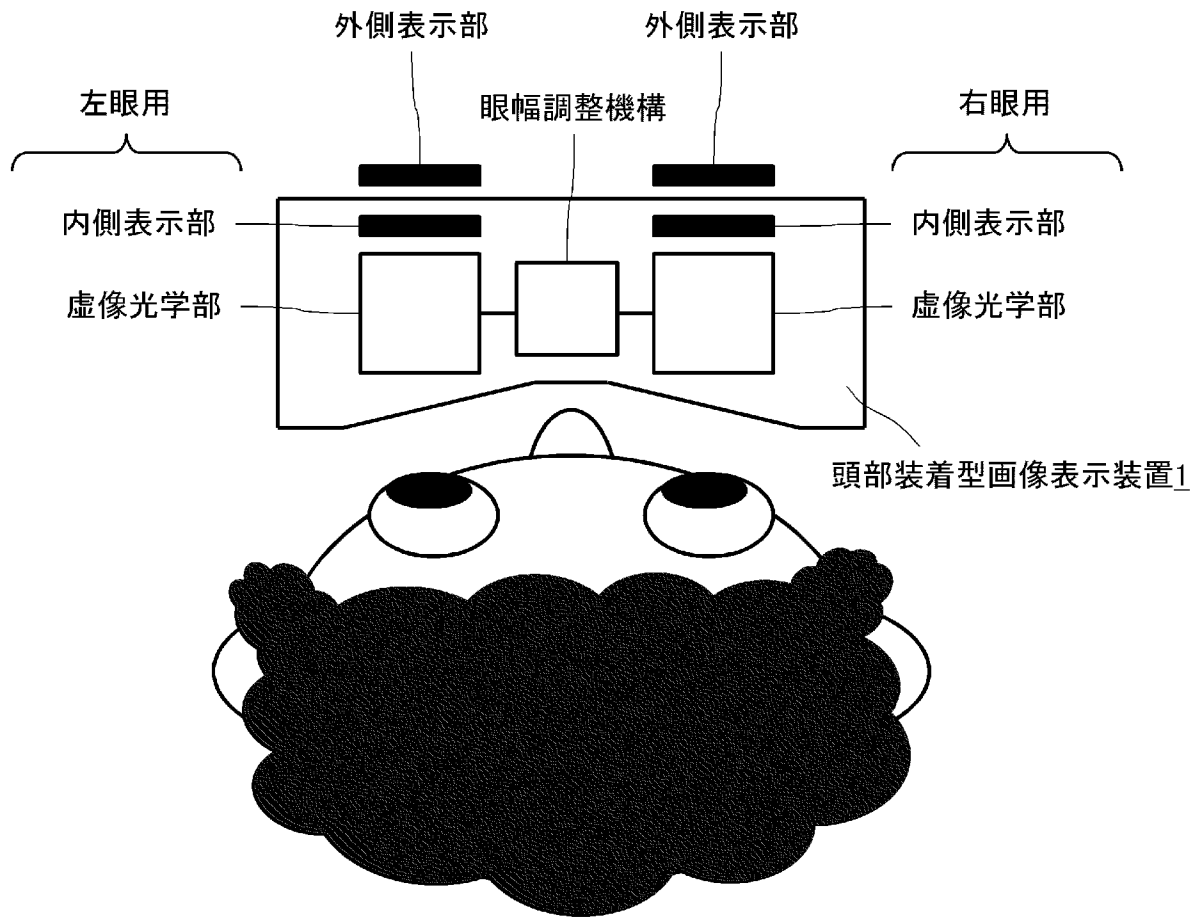 外側表示部
外側表示部
左眼用
眼幅調整機構
右眼用
内側表示部
内側表示部
虚像光学部
虚像光学部
頭部装着型画像表示装置1